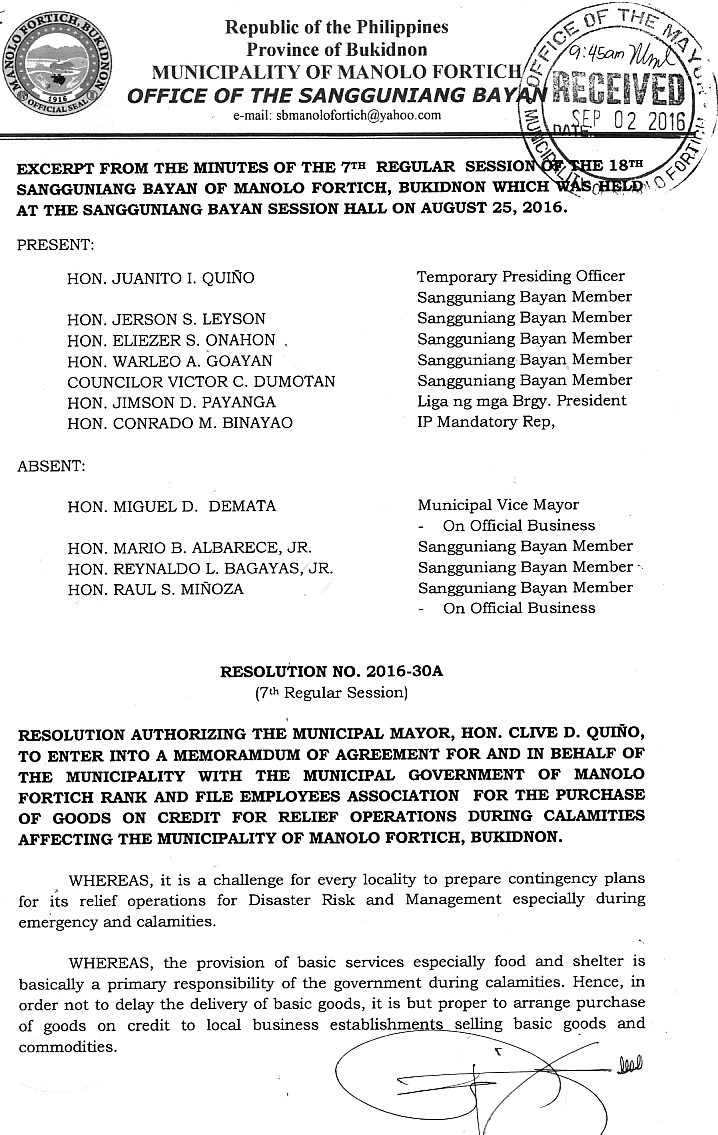 MANOLO FORTICH, BUKIDNON
1916
OFFICIAL SEAL
Republic of the Philippines
Province of Bukidnon
MUNICIPALITY OF MANOLO FORTICH
OFFICE OF THE SANGGUNIANG BAYAN
e-mail: sbmanolofortich@yahoo.com
OFFICE OF THE MAYOR
9:45am
RECEIVED
DATE: SEP 02 2016
MUNICIPALITY OF MANOLO FORTICH
EXCERPT FROM THE MINUTES OF THE 7TH REGULAR SESSION OF THE 18TH
SANGGUNIANG BAYAN OF MANOLO FORTICH, BUKIDNON WHICH WAS HELD
AT THE SANGGUNIANG BAYAN SESSION HALL ON AUGUST 25, 2016.
PRESENT:
HON. JUANITO I. QUIÑO Temporary Presiding Officer
Sangguniang Bayan Member
HON. JERSON S. LEYSON Sangguniang Bayan Member
HON. ELIEZER S. ONAHON Sangguniang Bayan Member
HON. WARLEO A. GOAYAN Sangguniang Bayan Member
COUNCILOR VICTOR C. DUMOTAN Sangguniang Bayan Member
HON. JIMSON D. PAYANGA Liga ng mga Brgy. President
HON. CONRADO M. BINAYAO IP Mandatory Rep,
ABSENT:
HON. MIGUEL D. DEMATA Municipal Vice Mayor
- On Official Business
HON. MARIO B. ALBARECE, JR. Sangguniang Bayan Member
HON. REYNALDO L. BAGAYAS, JR. Sangguniang Bayan Member
HON. RAUL S. MIÑOZA Sangguniang Bayan Member
- On Official Business
RESOLUTION NO. 2016-30A
(7th Regular Session)
RESOLUTION AUTHORIZING THE MUNICIPAL MAYOR, HON. CLIVE D. QUIÑO,
TO ENTER INTO A MEMORAMDUM OF AGREEMENT FOR AND IN BEHALF OF
THE MUNICIPALITY WITH THE MUNICIPAL GOVERNMENT OF MANOLO
FORTICH RANK AND FILE EMPLOYEES ASSOCIATION FOR THE PURCHASE
OF GOODS ON CREDIT FOR RELIEF OPERATIONS DURING CALAMITIES
AFFECTING THE MUNICIPALITY OF MANOLO FORTICH, BUKIDNON.
WHEREAS, it is a challenge for every locality to prepare contingency plans
for its relief operations for Disaster Risk and Management especially during
emergency and calamities.
WHEREAS, the provision of basic services especially food and shelter is
basically a primary responsibility of the government during calamities. Hence, in
order not to delay the delivery of basic goods, it is but proper to arrange purchase
of goods on credit to local business establishments selling basic goods and
commodities.